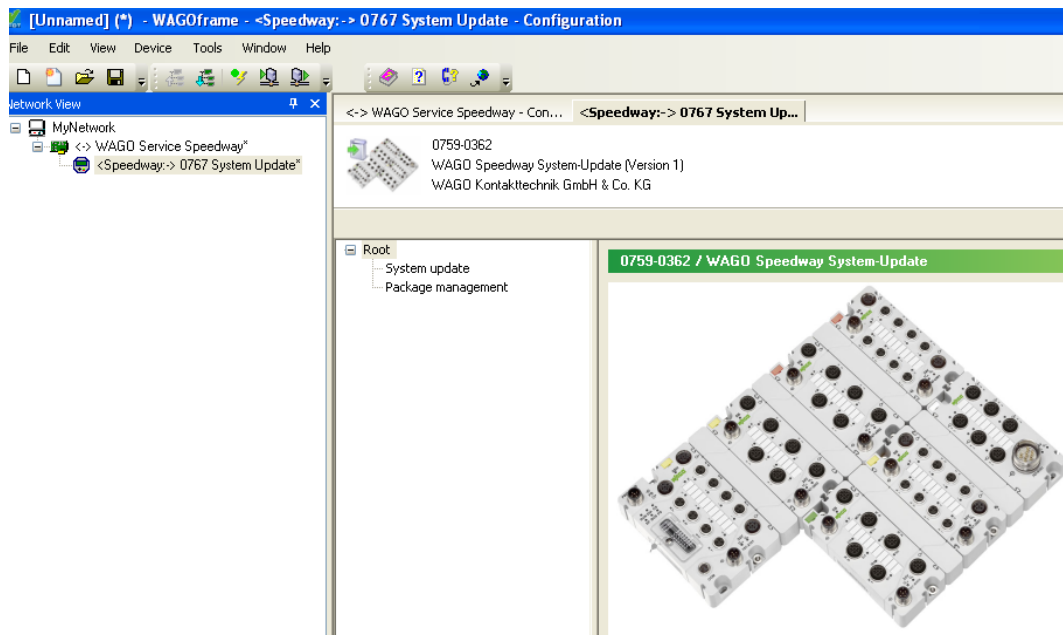 [Unnamed] (*) - WAGOframe - <Speedway:-> 0767 System Update - Configuration
File Edit View Device Tools Window Help
Network View
<-> WAGO Service Speedway - Con... <Speedway:-> 0767 System Up...
MyNetwork
<-> WAGO Service Speedway*
<Speedway:-> 0767 System Update*
0759-0362
WAGO Speedway System-Update (Version 1)
WAGO Kontakttechnik GmbH & Co. KG
Root
System update
Package management
0759-0362 / WAGO Speedway System-Update